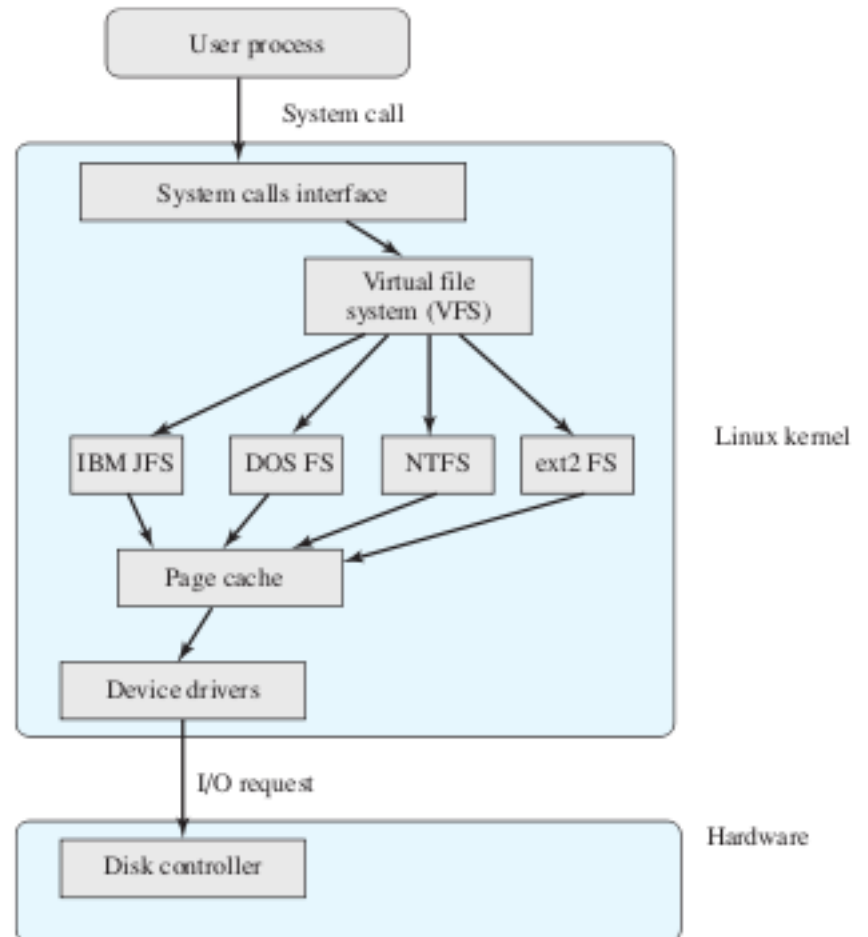 User process
System call
System calls interface
Virtual file
system (VFS)
Linux kernel
IBM JFS
DOS FS
NTFS
ext2 FS
Page cache
Device drivers
I/O request
Hardware
Disk controller